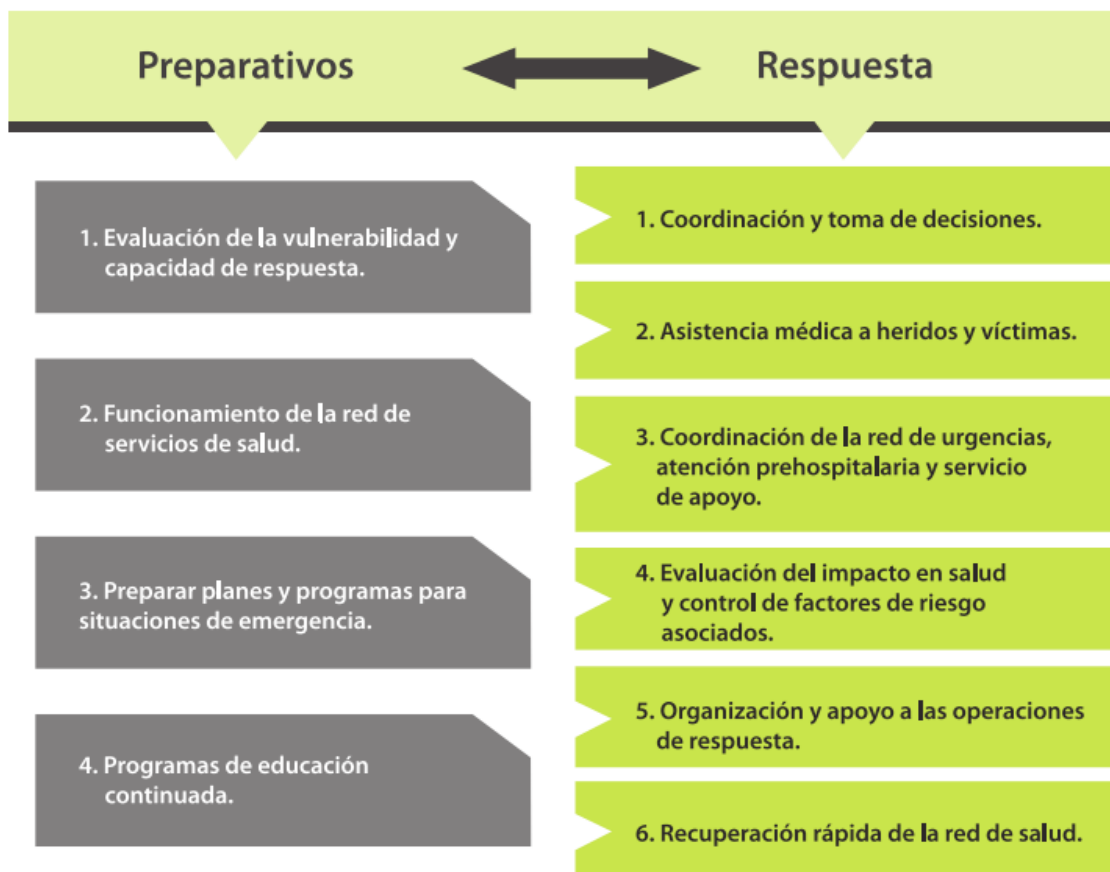 Preparativos
Respuesta
1. Evaluación de la vulnerabilidad y
capacidad de respuesta.
2. Funcionamiento de la red de
servicios de salud.
3. Preparar planes y programas para
situaciones de emergencia.
4. Programas de educación
continuada.
1. Coordinación y toma de decisiones.
2. Asistencia médica a heridos y víctimas.
3. Coordinación de la red de urgencias,
atención prehospitalaria y servicio
de apoyo.
4. Evaluación del impacto en salud
y control de factores de riesgo
asociados.
5. Organización y apoyo a las operaciones
de respuesta.
6. Recuperación rápida de la red de salud.